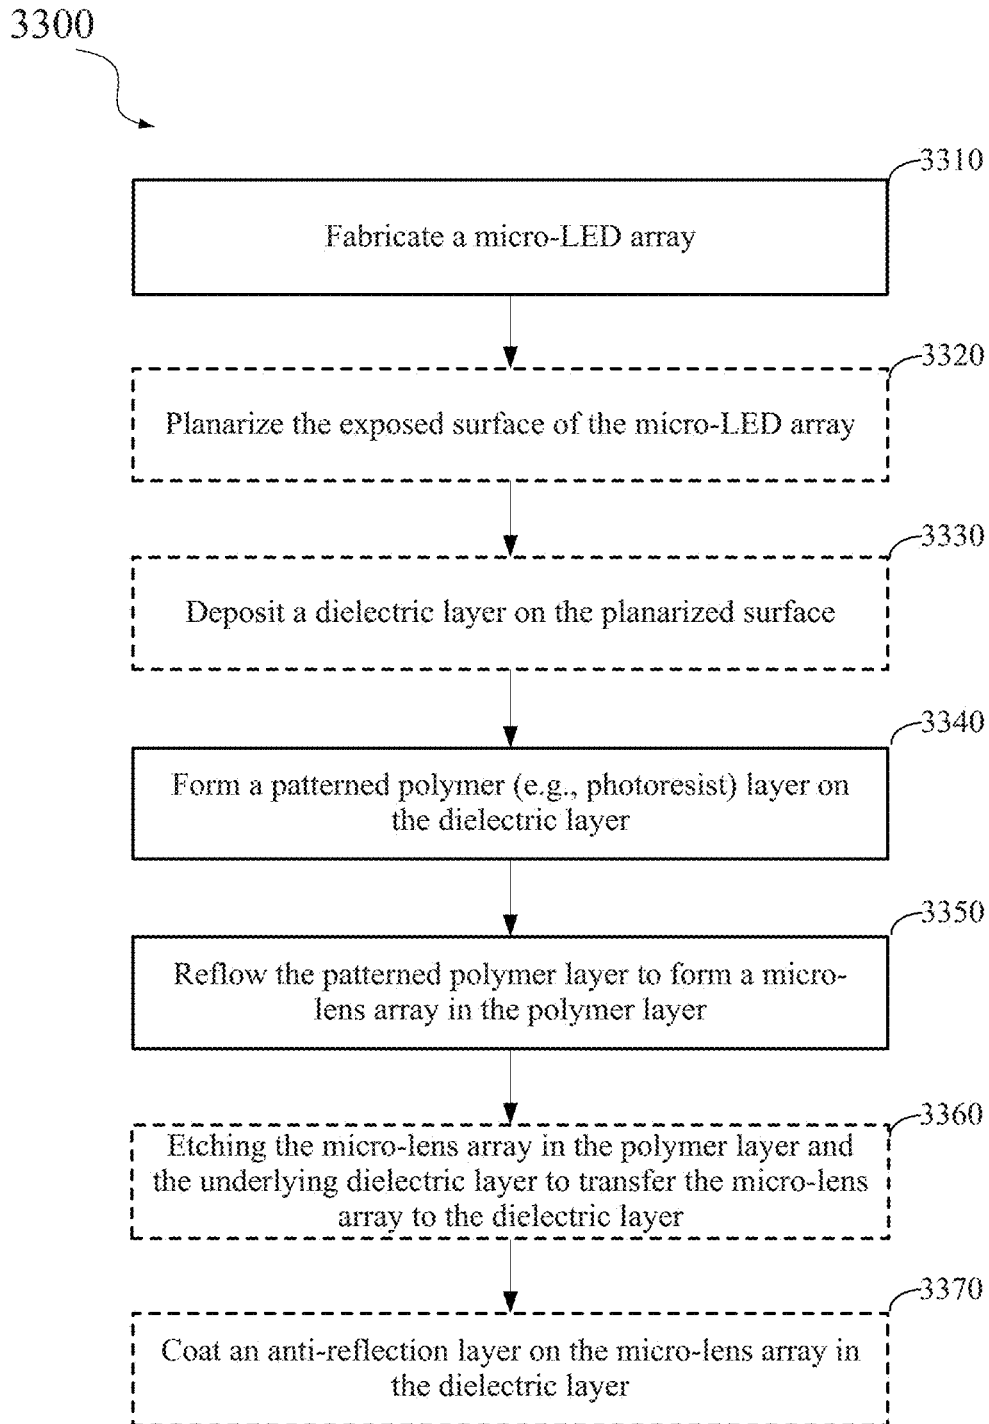 3300
3310
Fabricate a micro-LED array
3320
Planarize the exposed surface of the micro-LED array
3330
Deposit a dielectric layer on the planarized surface
3340
Form a patterned polymer (e.g., photoresist) layer on
the dielectric layer
3350
Reflow the patterned polymer layer to form a micro-
lens array in the polymer layer
3360
Etching the micro-lens array in the polymer layer and
the underlying dielectric layer to transfer the micro-lens
array to the dielectric layer
3370
Coat an anti-reflection layer on the micro-lens array in
the dielectric layer